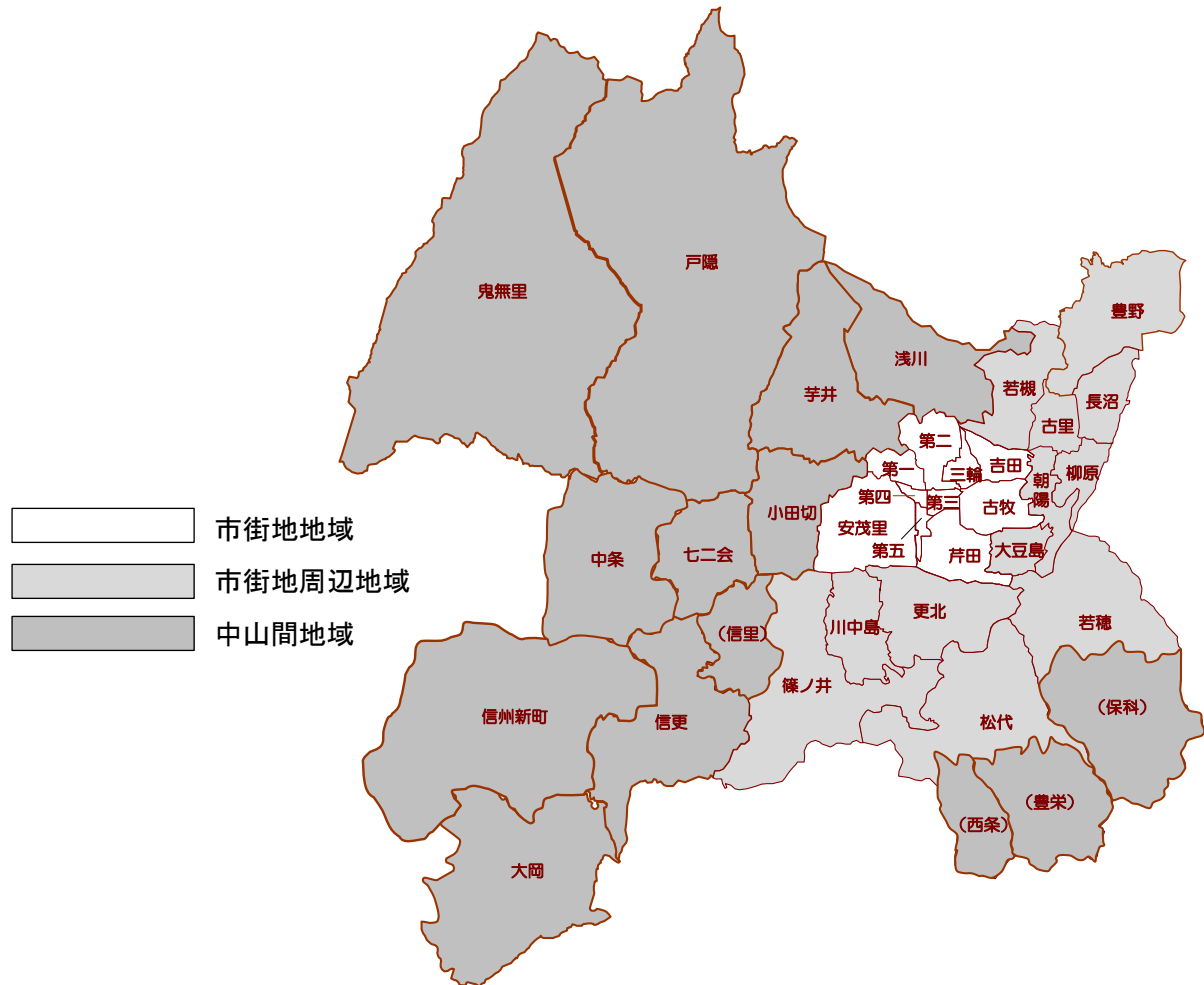 戸隠
鬼無里
豊野
浅川
若槻
芋井
長沼
古里
第二
吉田
三輪
第一
朝陽
柳原
第四
第三
古牧
小田切
安茂里
第五
芹田
大豆島
中条
七二会
更北
若穂
川中島
(信里)
篠ノ井
信州新町
信更
松代
(保科)
(豊栄)
(西条)
大岡
市街地地域
市街地周辺地域
中山間地域